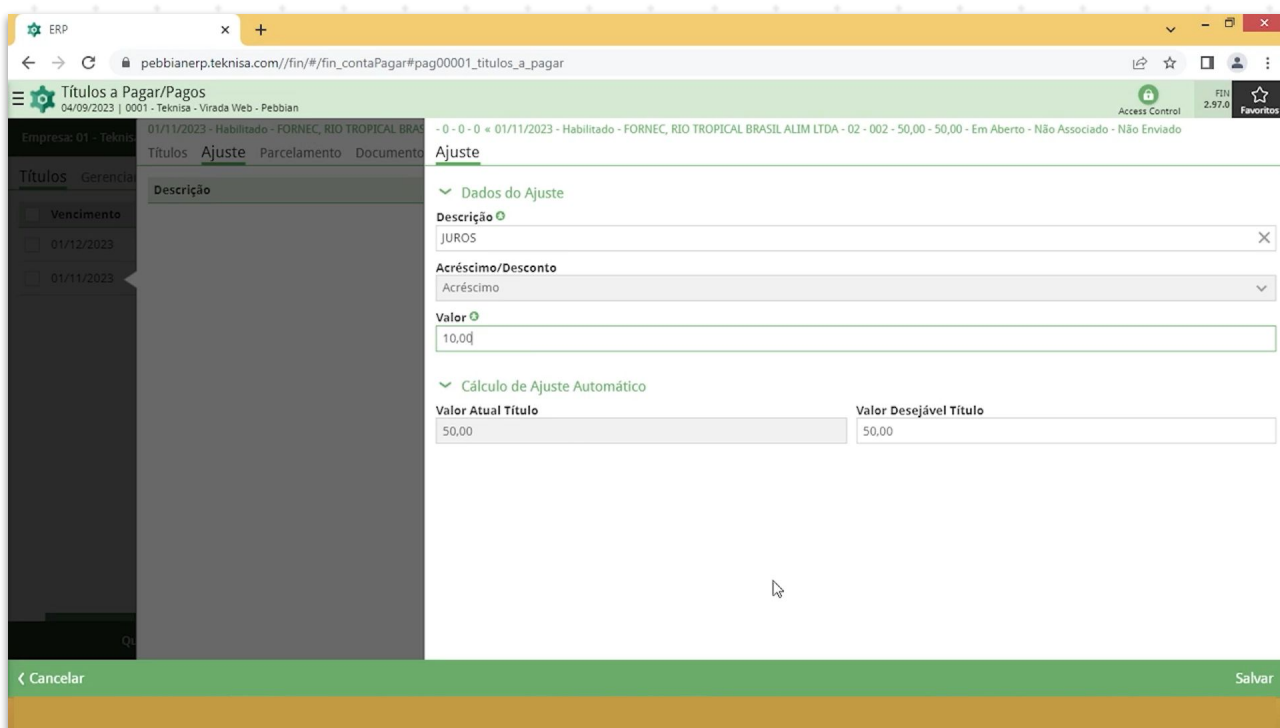 ERP
pebbianerp.teknisa.com//fin/#/fin_contaPagar#pag00001_titulos_a_pagar
Títulos a Pagar/Pagos
04/09/2023 | 0001 - Teknisa - Virada Web - Pebbian
Access Control
FIN
2.97.0
Favoritos
Empresa: 01 - Teknis
01/11/2023 - Habilitado - FORNEC, RIO TROPICAL BRAS
- 0 - 0 - 0 « 01/11/2023 - Habilitado - FORNEC, RIO TROPICAL BRASIL ALIM LTDA - 02 - 002 - 50,00 - 50,00 - Em Aberto - Não Associado - Não Enviado
Títulos Ajuste Parcelamento Documento
Ajuste
Títulos Gerencia
Descrição
Vencimento
01/12/2023
01/11/2023
Dados do Ajuste
Descrição
JUROS
Acréscimo/Desconto
Acréscimo
Valor
10,00
Cálculo de Ajuste Automático
Valor Atual Título Valor Desejável Título
50,00 50,00
Qu
Cancelar Salvar